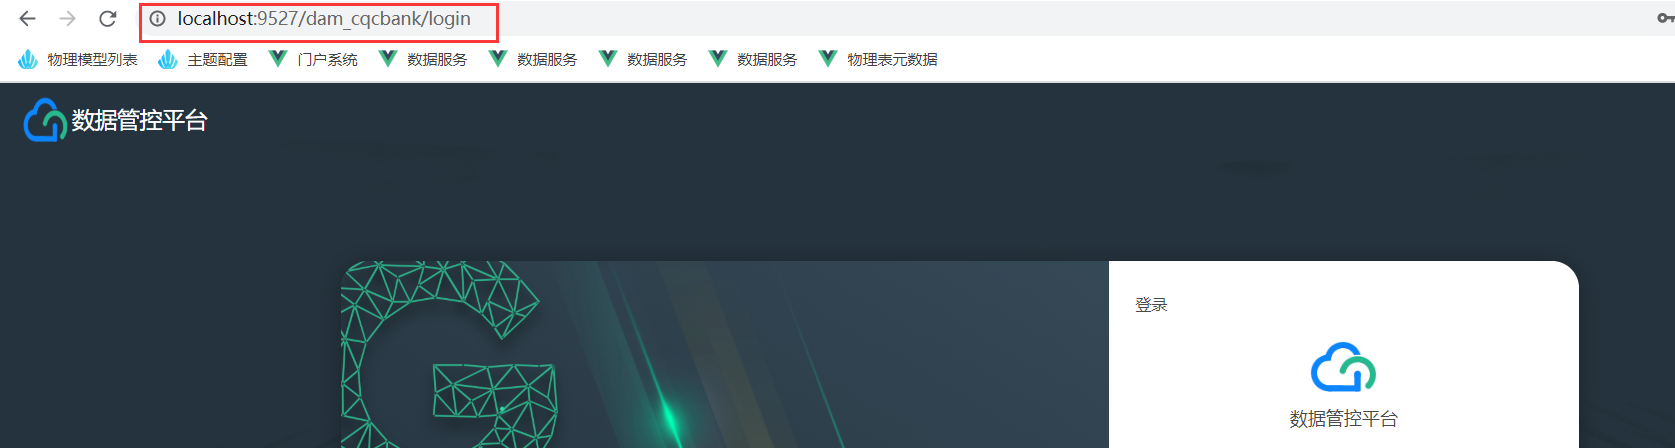 localhost:9527/dam_cqcbank/login
物理模型列表 主题配置 门户系统 数据服务 数据服务 数据服务 数据服务 物理表元数据
数据管控平台
登录
数据管控平台